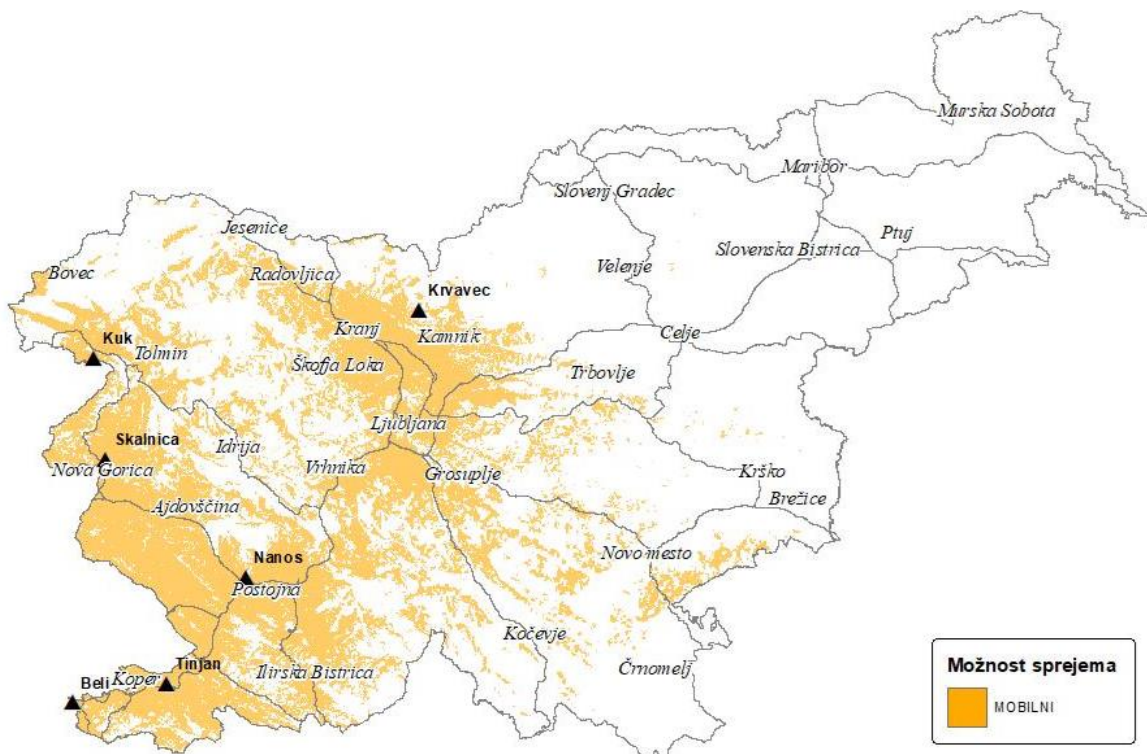 Murska Sobota
Maribor
Slovenj Gradec
Jesenice
Ptuj
Slovenska Bistrica
Bovec
Radovljica
Velenje
Krvavec
Kranj
Kamnik
Celje
Kuk
Tolmin
Škofja Loka
Trbovlje
Ljubljana
Skalnica
Idrija
Nova Gorica
Vrhnika
Grosuplje
Krško
Brežice
Ajdovščina
Nanos
Novo mesto
Postojna
Kočevje
Tinjan
Ilirska Bistrica
Črnomelj
Beli
Koper
Možnost sprejema
MOBILNI